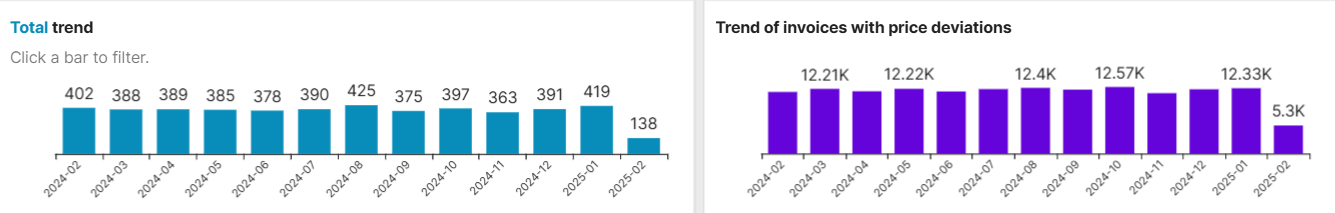 Total trend
Click a bar to filter.
402 388 389 385 378 390 425 375 397 363 391 419 138
2024-02 2024-03 2024-04 2024-05 2024-06 2024-07 2024-08 2024-09 2024-10 2024-11 2024-12 2025-01 2025-02
Trend of invoices with price deviations
12.21K 12.22K 12.4K 12.57K 12.33K 5.3K
2024-02 2024-03 2024-04 2024-05 2024-06 2024-07 2024-08 2024-09 2024-10 2024-11 2024-12 2025-01 2025-02